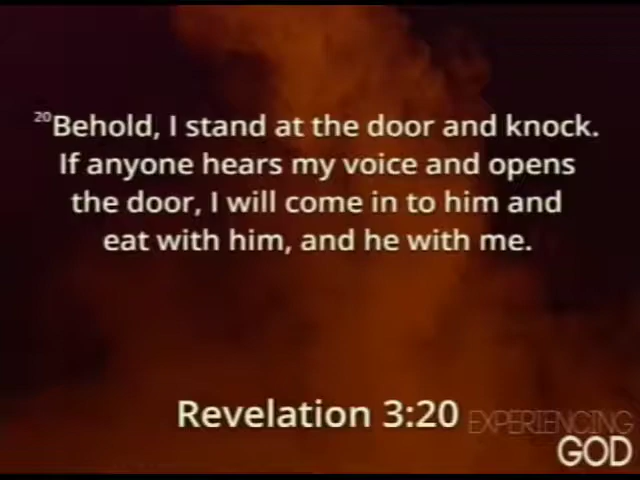 20Behold, I stand at the door and knock.
If anyone hears my voice and opens
the door, I will come in to him and
eat with him, and he with me.
Revelation 3:20
EXPERIENCING
GOD